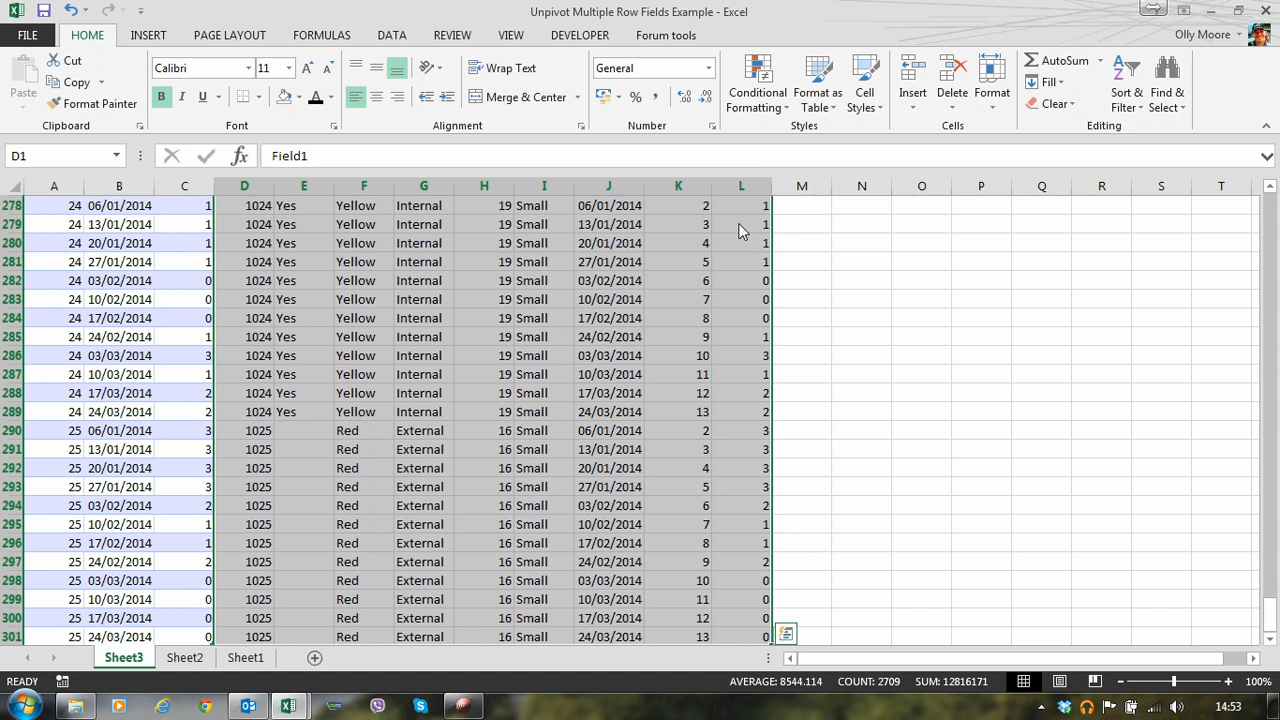 Unpivot Multiple Row Fields Example - Excel
FILE HOME INSERT PAGE LAYOUT FORMULAS DATA REVIEW VIEW DEVELOPER Forum tools Olly Moore
Paste Cut Copy Format Painter
Calibri 11 B I U A
Wrap Text Merge & Center
General % ,
Conditional Formatting Format as Table Cell Styles
Insert Delete Format
AutoSum Fill Clear Sort & Filter Find & Select
Clipboard Font Alignment Number Styles Cells Editing
D1 fx Field1
A B C D E F G H I J K L M N O P Q R S T
278 24 06/01/2014 1 1024 Yes Yellow Internal 19 Small 06/01/2014 2 1
279 24 13/01/2014 1 1024 Yes Yellow Internal 19 Small 13/01/2014 3 1
280 24 20/01/2014 1 1024 Yes Yellow Internal 19 Small 20/01/2014 4 1
281 24 27/01/2014 1 1024 Yes Yellow Internal 19 Small 27/01/2014 5 1
282 24 03/02/2014 0 1024 Yes Yellow Internal 19 Small 03/02/2014 6 0
283 24 10/02/2014 0 1024 Yes Yellow Internal 19 Small 10/02/2014 7 0
284 24 17/02/2014 0 1024 Yes Yellow Internal 19 Small 17/02/2014 8 0
285 24 24/02/2014 1 1024 Yes Yellow Internal 19 Small 24/02/2014 9 1
286 24 03/03/2014 3 1024 Yes Yellow Internal 19 Small 03/03/2014 10 3
287 24 10/03/2014 1 1024 Yes Yellow Internal 19 Small 10/03/2014 11 1
288 24 17/03/2014 2 1024 Yes Yellow Internal 19 Small 17/03/2014 12 2
289 24 24/03/2014 2 1024 Yes Yellow Internal 19 Small 24/03/2014 13 2
290 25 06/01/2014 3 1025 Red External 16 Small 06/01/2014 2 3
291 25 13/01/2014 3 1025 Red External 16 Small 13/01/2014 3 3
292 25 20/01/2014 3 1025 Red External 16 Small 20/01/2014 4 3
293 25 27/01/2014 3 1025 Red External 16 Small 27/01/2014 5 3
294 25 03/02/2014 2 1025 Red External 16 Small 03/02/2014 6 2
295 25 10/02/2014 1 1025 Red External 16 Small 10/02/2014 7 1
296 25 17/02/2014 1 1025 Red External 16 Small 17/02/2014 8 1
297 25 24/02/2014 2 1025 Red External 16 Small 24/02/2014 9 2
298 25 03/03/2014 0 1025 Red External 16 Small 03/03/2014 10 0
299 25 10/03/2014 0 1025 Red External 16 Small 10/03/2014 11 0
300 25 17/03/2014 0 1025 Red External 16 Small 17/03/2014 12 0
301 25 24/03/2014 0 1025 Red External 16 Small 24/03/2014 13 0
Sheet3 Sheet2 Sheet1
READY AVERAGE: 8544.114 COUNT: 2709 SUM: 12816171 100%
14:53